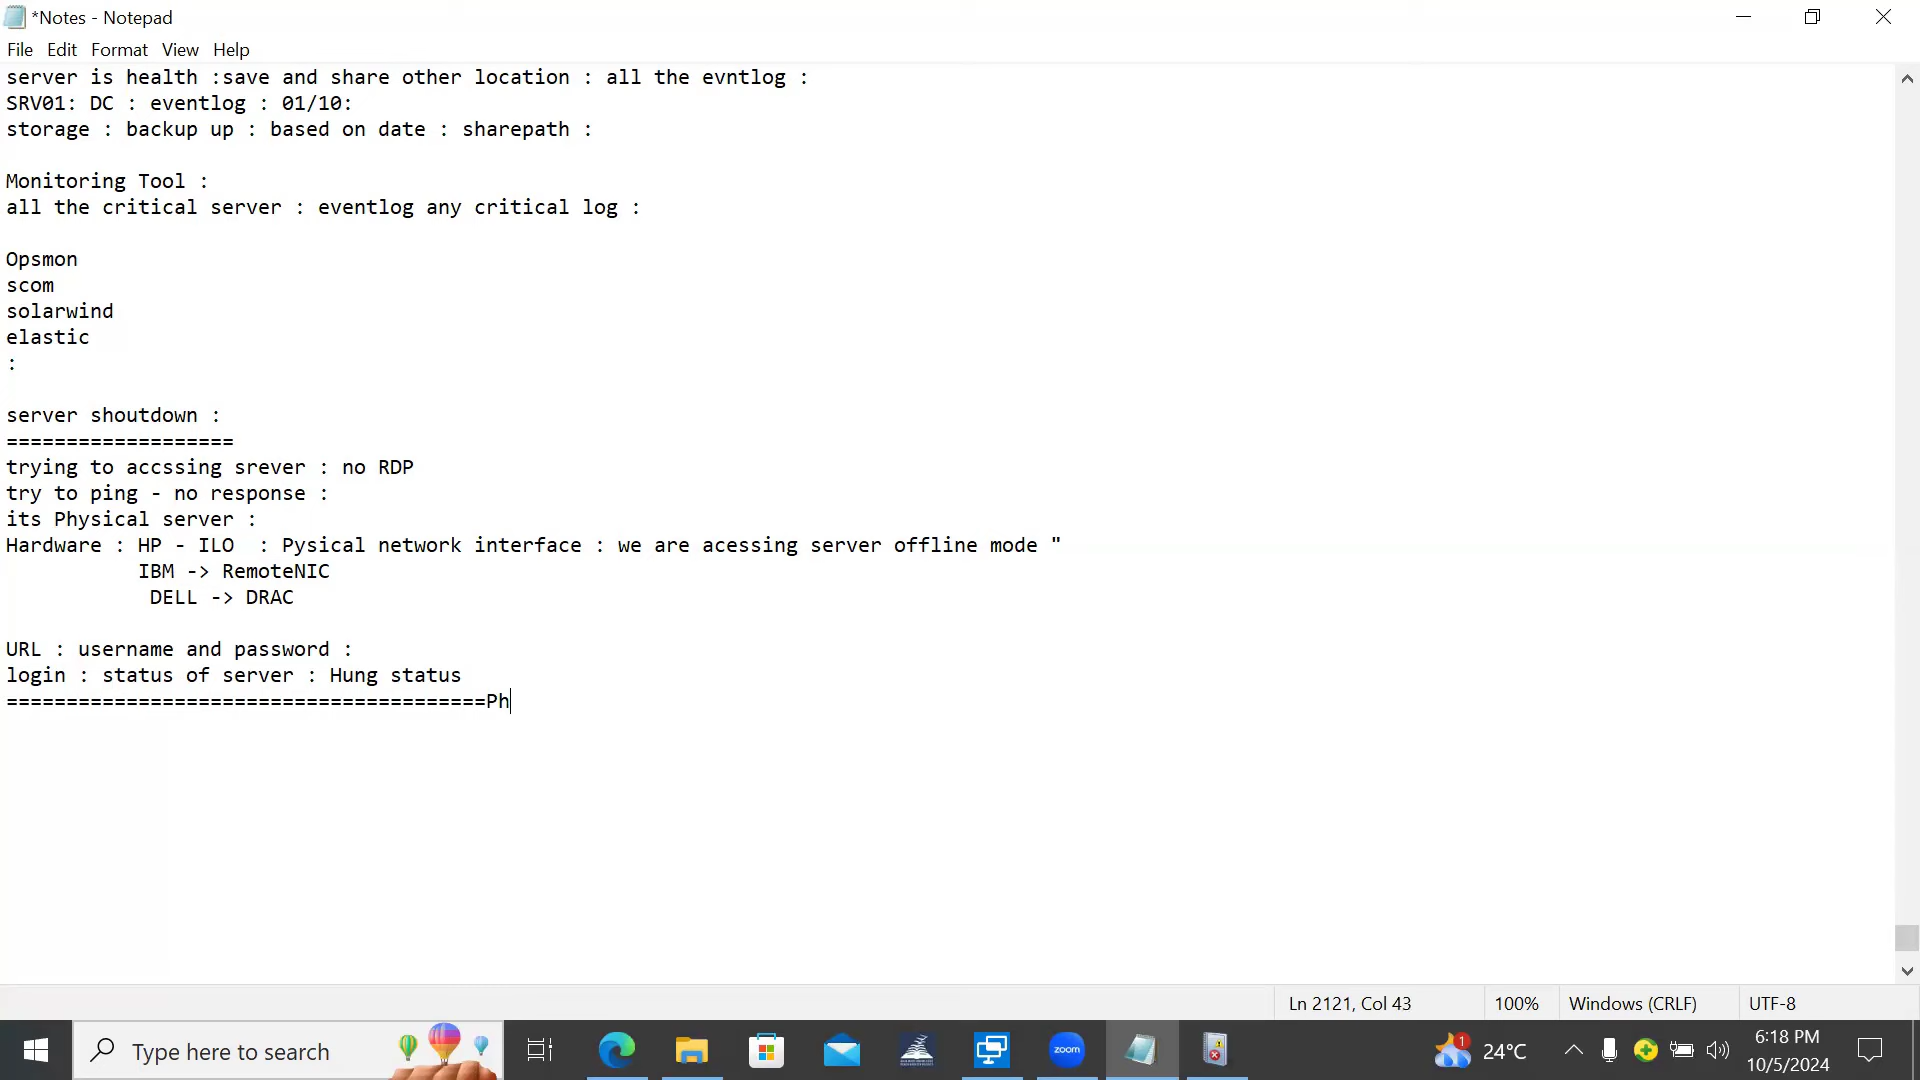 *Notes - Notepad
File Edit Format View Help
server is health :save and share other location : all the evntlog :
SRV01: DC : eventlog : 01/10:
storage : backup up : based on date : sharepath :
Monitoring Tool :
all the critical server : eventlog any critical log :
Opsmon
scom
solarwind
elastic
:
server shoutdown :
===================
trying to accssing srever : no RDP
try to ping - no response :
its Physical server :
Hardware : HP - ILO  : Pysical network interface : we are acessing server offline mode "
IBM -> RemoteNIC
DELL -> DRAC
URL : username and password :
login : status of server : Hung status
========================================Ph
Ln 2121, Col 43 100% Windows (CRLF) UTF-8
Type here to search
zoom
1
24°C
6:18 PM
10/5/2024